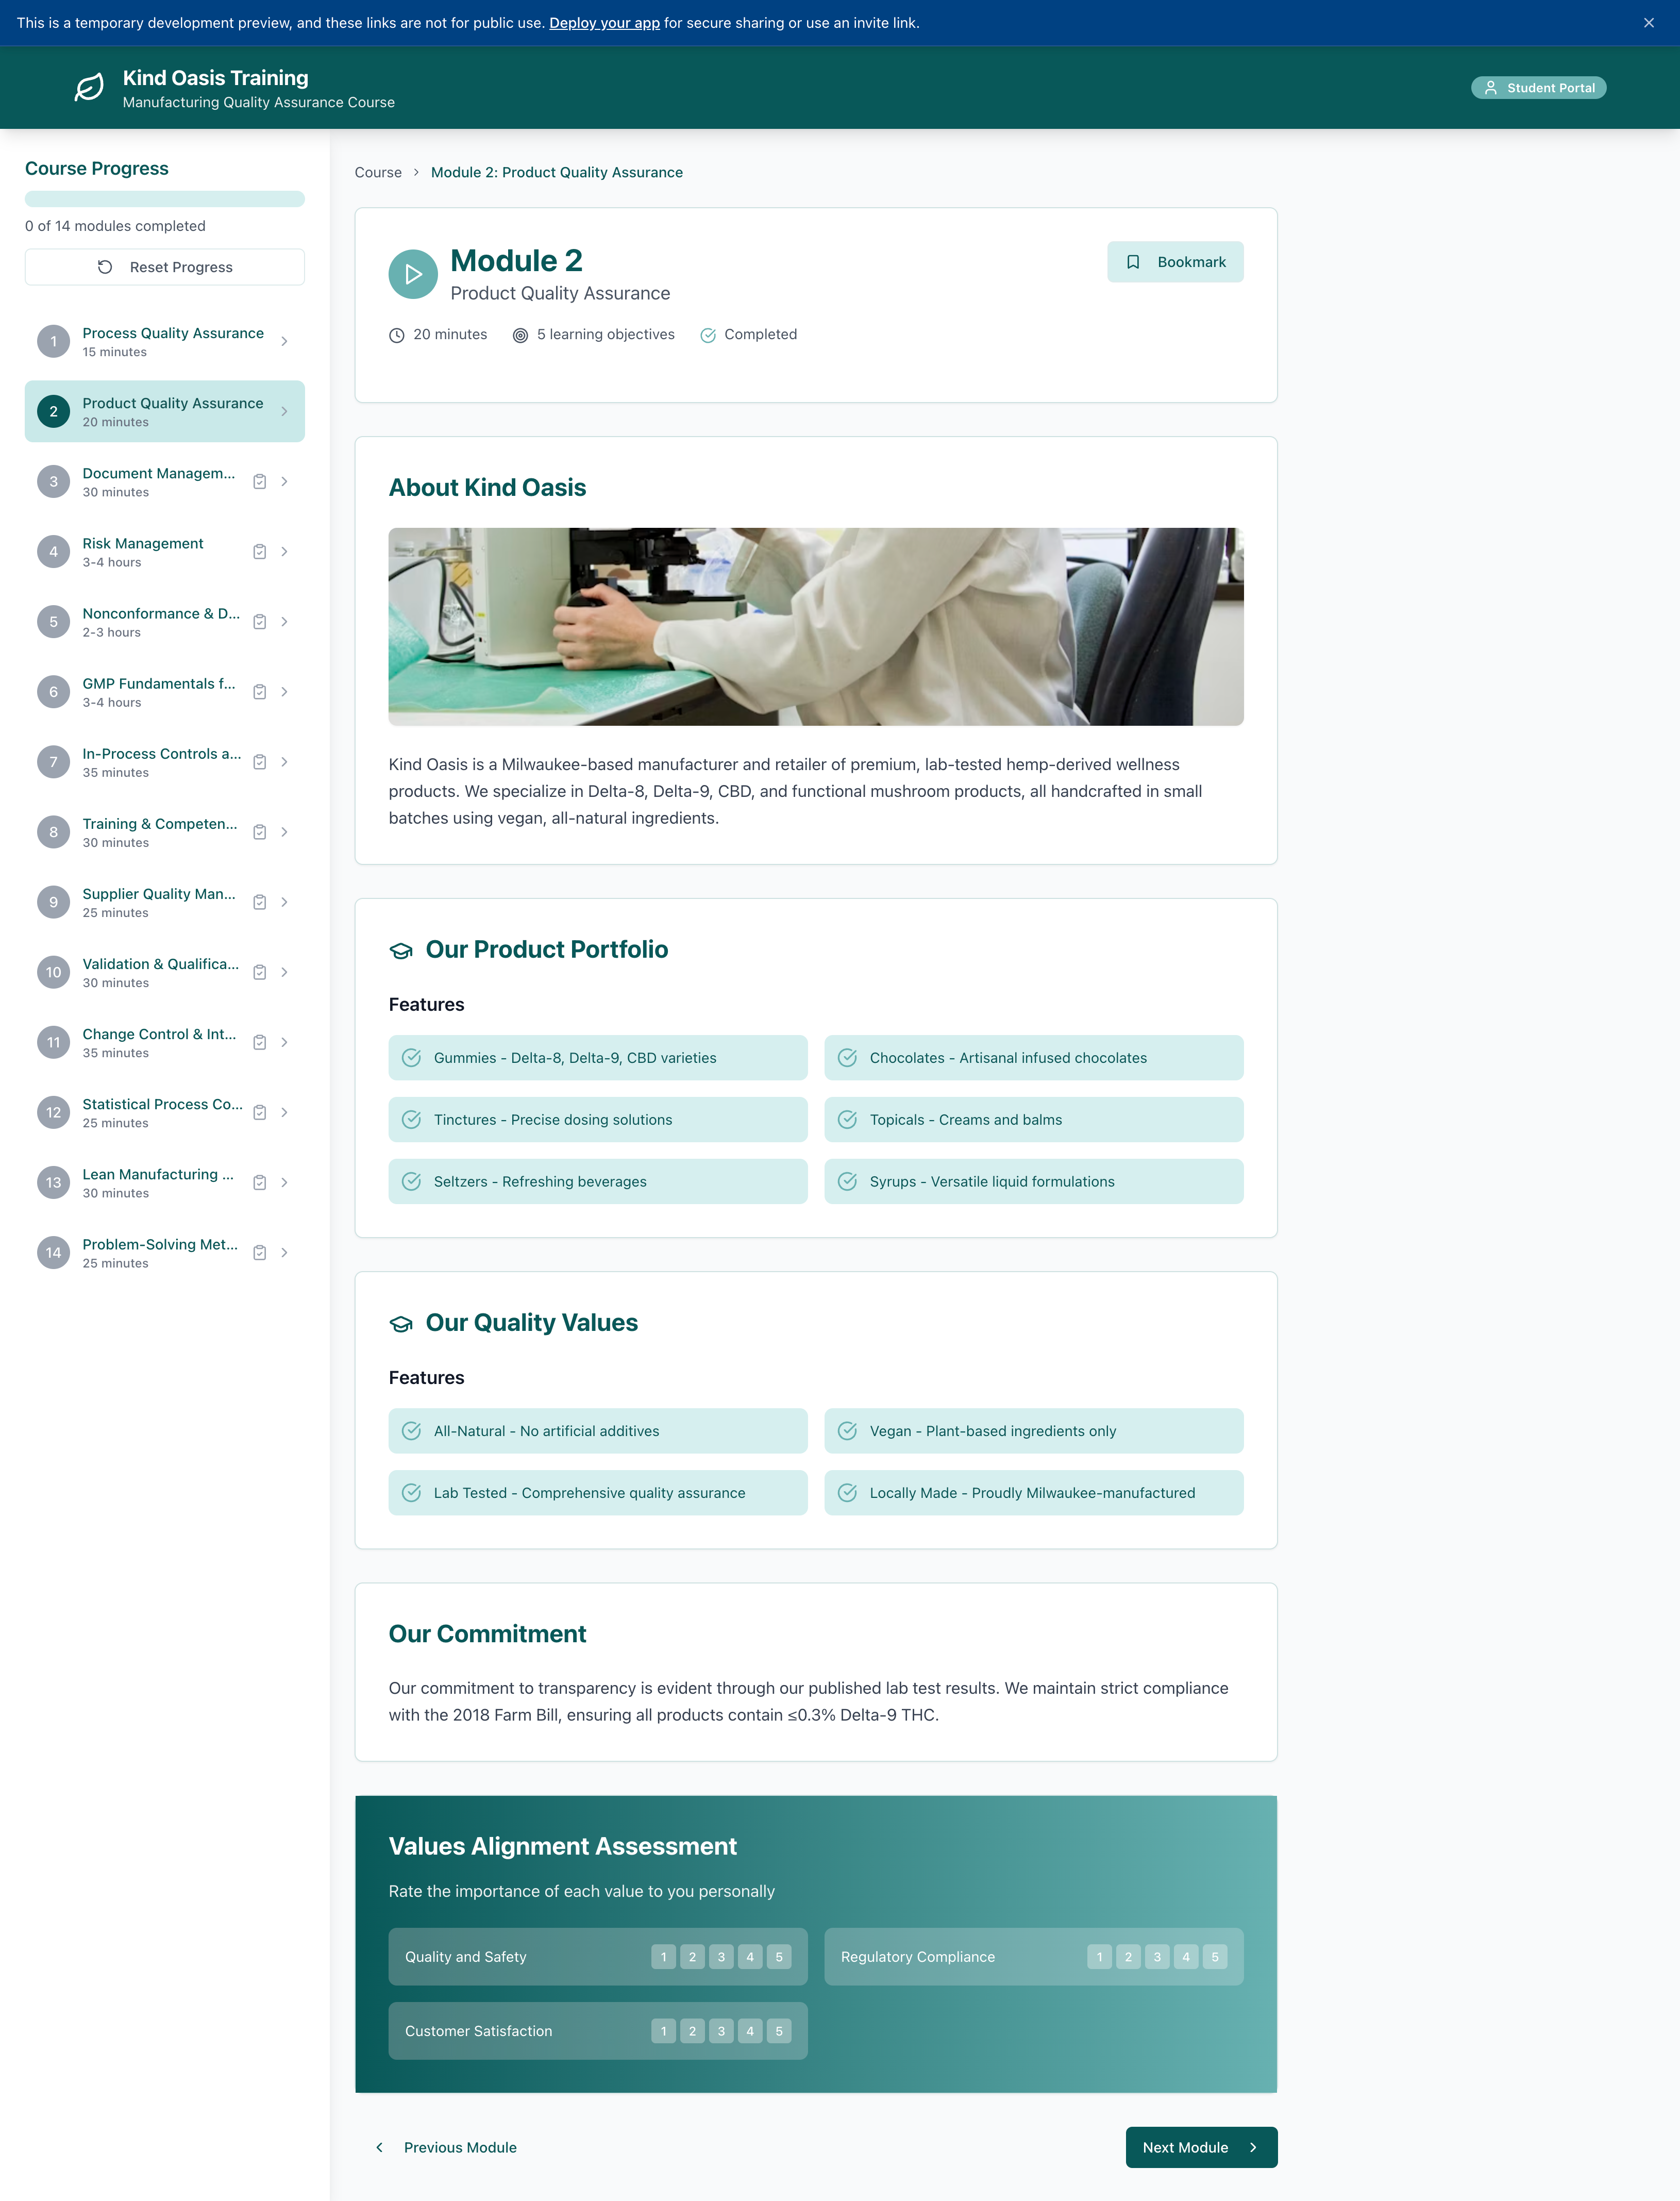 This is a temporary development preview, and these links are not for public use. Deploy your app for secure sharing or use an invite link.
Kind Oasis Training
Manufacturing Quality Assurance Course
Student Portal
Course Progress
0 of 14 modules completed
Reset Progress
1
Process Quality Assurance
15 minutes
2
Product Quality Assurance
20 minutes
3
Document Managem...
30 minutes
4
Risk Management
3-4 hours
5
Nonconformance & D...
2-3 hours
6
GMP Fundamentals f...
3-4 hours
7
In-Process Controls a...
35 minutes
8
Training & Competen...
30 minutes
9
Supplier Quality Man...
25 minutes
10
Validation & Qualifica...
30 minutes
11
Change Control & Int...
35 minutes
12
Statistical Process Co...
25 minutes
13
Lean Manufacturing ...
30 minutes
14
Problem-Solving Met...
25 minutes
Course > Module 2: Product Quality Assurance
Module 2
Product Quality Assurance
Bookmark
20 minutes 5 learning objectives Completed
About Kind Oasis
Kind Oasis is a Milwaukee-based manufacturer and retailer of premium, lab-tested hemp-derived wellness
products. We specialize in Delta-8, Delta-9, CBD, and functional mushroom products, all handcrafted in small
batches using vegan, all-natural ingredients.
Our Product Portfolio
Features
Gummies - Delta-8, Delta-9, CBD varieties
Chocolates - Artisanal infused chocolates
Tinctures - Precise dosing solutions
Topicals - Creams and balms
Seltzers - Refreshing beverages
Syrups - Versatile liquid formulations
Our Quality Values
Features
All-Natural - No artificial additives
Vegan - Plant-based ingredients only
Lab Tested - Comprehensive quality assurance
Locally Made - Proudly Milwaukee-manufactured
Our Commitment
Our commitment to transparency is evident through our published lab test results. We maintain strict compliance
with the 2018 Farm Bill, ensuring all products contain ≤0.3% Delta-9 THC.
Values Alignment Assessment
Rate the importance of each value to you personally
Quality and Safety 1 2 3 4 5
Regulatory Compliance 1 2 3 4 5
Customer Satisfaction 1 2 3 4 5
Previous Module
Next Module